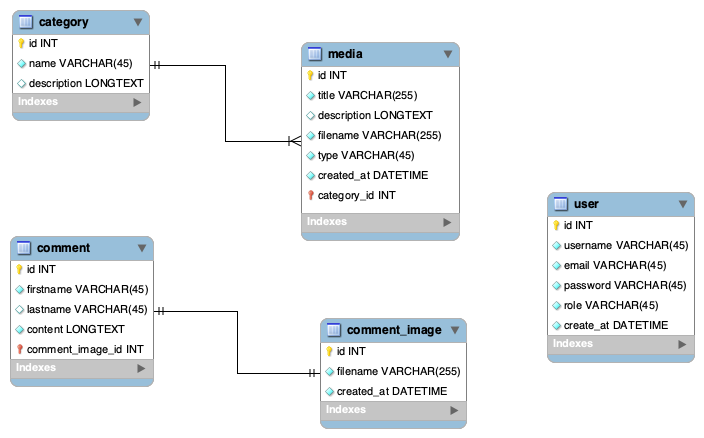 category
id INT
name VARCHAR(45)
description LONGTEXT
Indexes
media
id INT
title VARCHAR(255)
description LONGTEXT
filename VARCHAR(255)
type VARCHAR(45)
created_at DATETIME
category_id INT
Indexes
user
id INT
username VARCHAR(45)
email VARCHAR(45)
password VARCHAR(45)
role VARCHAR(45)
create_at DATETIME
Indexes
comment
id INT
firstname VARCHAR(45)
lastname VARCHAR(45)
content LONGTEXT
comment_image_id INT
Indexes
comment_image
id INT
filename VARCHAR(255)
created_at DATETIME
Indexes